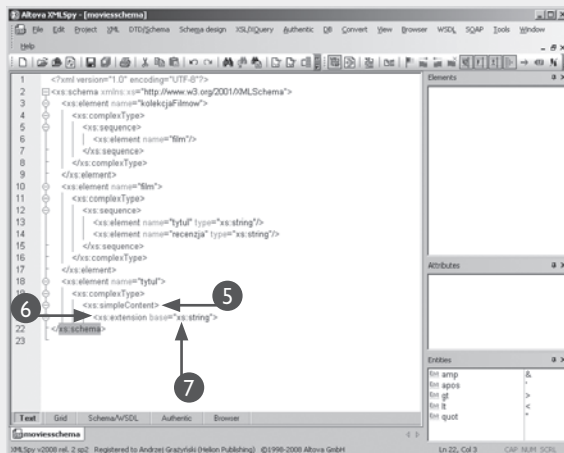 Altova XMLSpy - [moviesschema]
File Edit Project XML DTD/Schema Schema design XSL/XQuery Authentic DB Convert View Browser WSDL SOAP Tools Window
Help
1 <?xml version="1.0" encoding="UTF-8"?>
2 <xs:schema xmlns:xs="http://www.w3.org/2001/XMLSchema">
3 <xs:element name="kolekcjaFilmow">
4 <xs:complexType>
5 <xs:sequence>
6 <xs:element name="film"/>
7 </xs:sequence>
8 </xs:complexType>
9 </xs:element>
10 <xs:element name="film">
11 <xs:complexType>
12 <xs:sequence>
13 <xs:element name="tytul" type="xs:string"/>
14 <xs:element name="recenzja" type="xs:string"/>
15 </xs:sequence>
16 </xs:complexType>
17 </xs:element>
18 <xs:element name="tytul">
19 <xs:complexType>
<xs:simpleContent> 5
6 <xs:extension base="xs:string">
22 </xs:schema>
23
7
Elements
Attributes
Entities
Ent amp &
Ent apos '
Ent gt >
Ent lt <
Ent quot "
Text Grid Schema/WSDL Authentic Browser
moviesschema
XMLSpy v2008 rel. 2 sp2 Registered to Andrzej Grażyński (Helion Publishing) ©1998-2008 Altova GmbH Ln 22, Col 3 CAP NUM SCRL